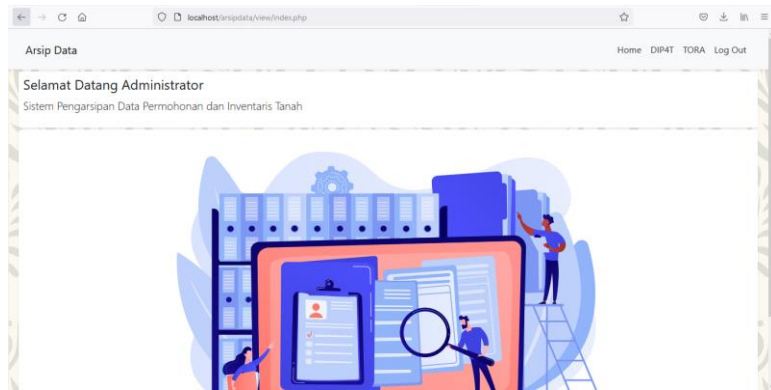 localhost/arsipdata/view/index.php
Arsip Data
Home DIP4T TORA Log Out
Selamat Datang Administrator
Sistem Pengarsipan Data Permohonan dan Inventaris Tanah